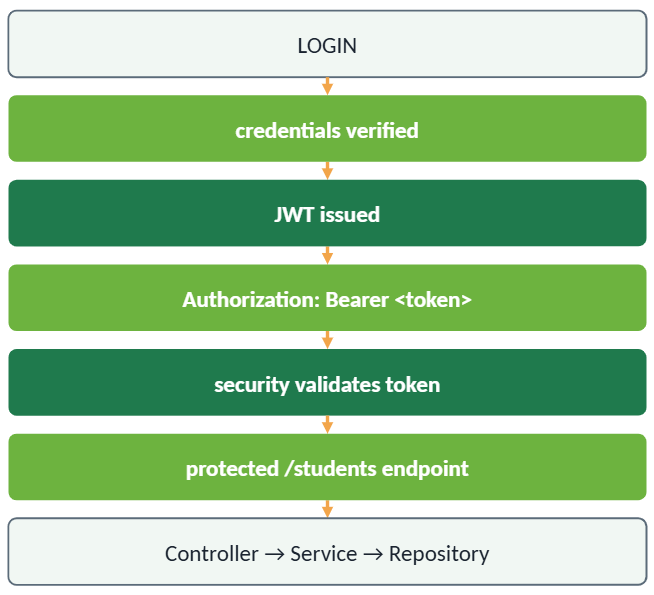 LOGIN
credentials verified
JWT issued
Authorization: Bearer <token>
security validates token
protected /students endpoint
Controller → Service → Repository